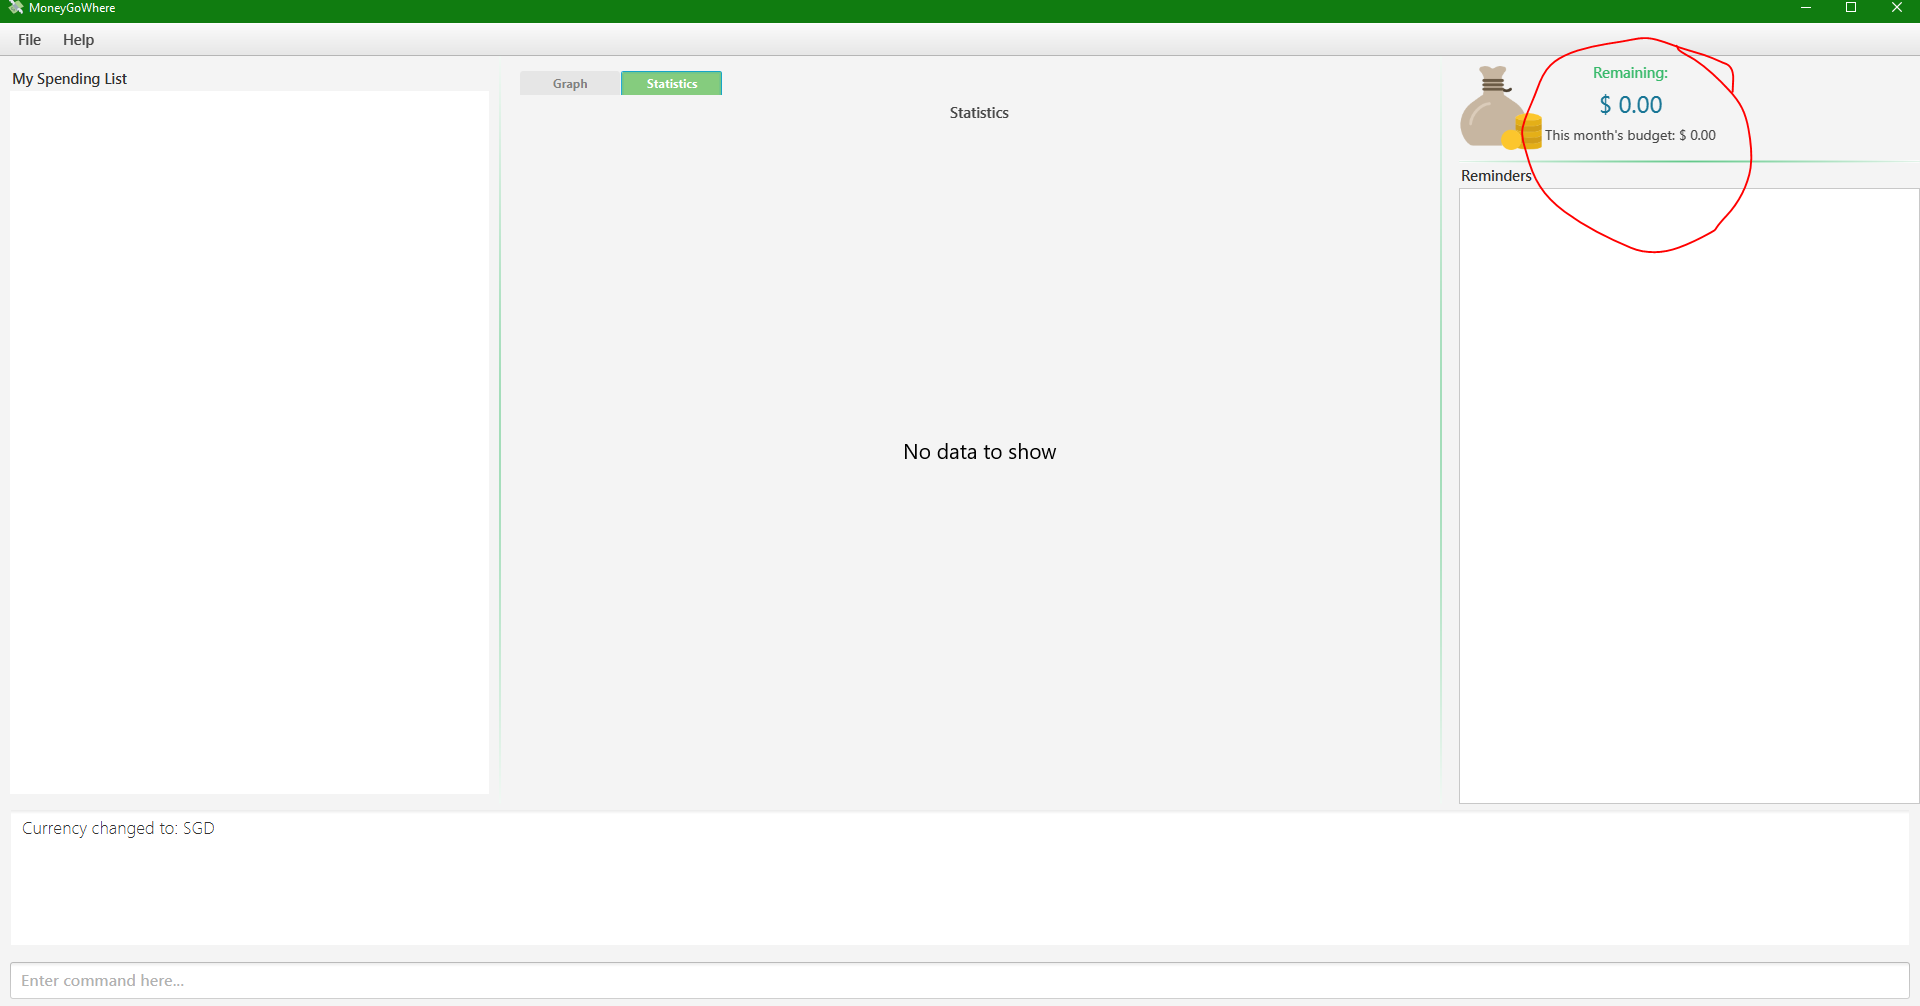 MoneyGoWhere
File Help
My Spending List
Graph Statistics
Statistics
No data to show
Remaining:
$ 0.00
This month's budget: $ 0.00
Reminders
Currency changed to: SGD
Enter command here...